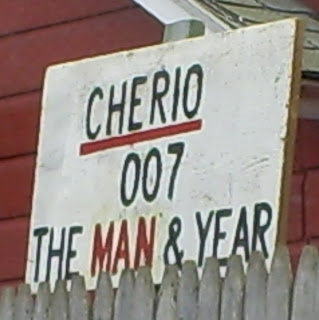 CHERIO
007
THE MAN & YEAR